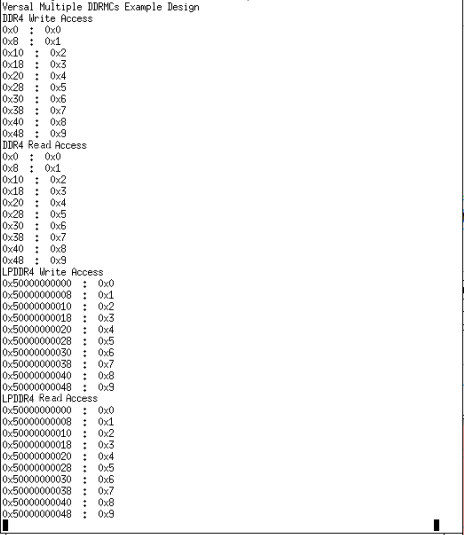 Versal Multiple DDRMCs Example Design
DDR4 Write Access
0x0 : 0x0
0x8 : 0x1
0x10 : 0x2
0x18 : 0x3
0x20 : 0x4
0x28 : 0x5
0x30 : 0x6
0x38 : 0x7
0x40 : 0x8
0x48 : 0x9
DDR4 Read Access
0x0 : 0x0
0x8 : 0x1
0x10 : 0x2
0x18 : 0x3
0x20 : 0x4
0x28 : 0x5
0x30 : 0x6
0x38 : 0x7
0x40 : 0x8
0x48 : 0x9
LPDDR4 Write Access
0x50000000000 : 0x0
0x50000000008 : 0x1
0x50000000010 : 0x2
0x50000000018 : 0x3
0x50000000020 : 0x4
0x50000000028 : 0x5
0x50000000030 : 0x6
0x50000000038 : 0x7
0x50000000040 : 0x8
0x50000000048 : 0x9
LPDDR4 Read Access
0x50000000000 : 0x0
0x50000000008 : 0x1
0x50000000010 : 0x2
0x50000000018 : 0x3
0x50000000020 : 0x4
0x50000000028 : 0x5
0x50000000030 : 0x6
0x50000000038 : 0x7
0x50000000040 : 0x8
0x50000000048 : 0x9